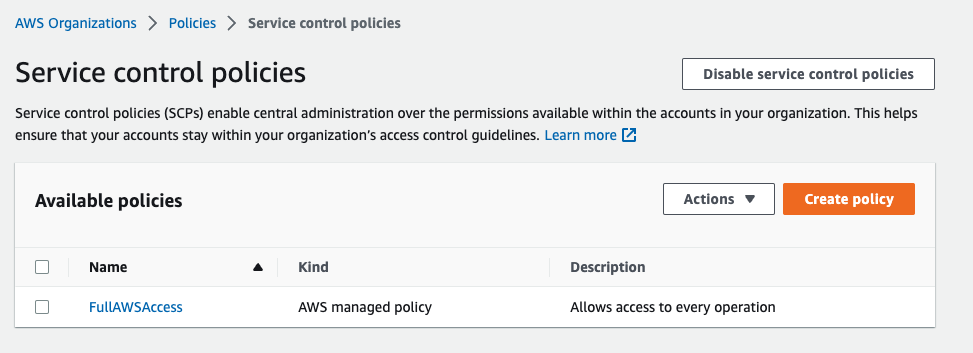 AWS Organizations > Policies > Service control policies
Service control policies
Disable service control policies
Service control policies (SCPs) enable central administration over the permissions available within the accounts in your organization. This helps
ensure that your accounts stay within your organization’s access control guidelines. Learn more
Available policies
Actions
Create policy
Name Kind Description
FullAWSAccess AWS managed policy Allows access to every operation